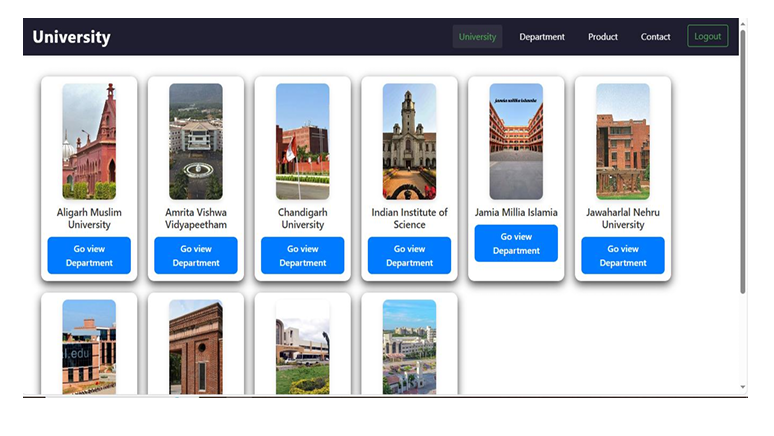 University
University Department Product Contact Logout
jamia millia islamia
Aligarh Muslim
University
Amrita Vishwa
Vidyapeetham
Chandigarh
University
Indian Institute of
Science
Jamia Millia Islamia
Jawaharlal Nehru
University
Go view
Department
Go view
Department
Go view
Department
Go view
Department
Go view
Department
Go view
Department
l.edu